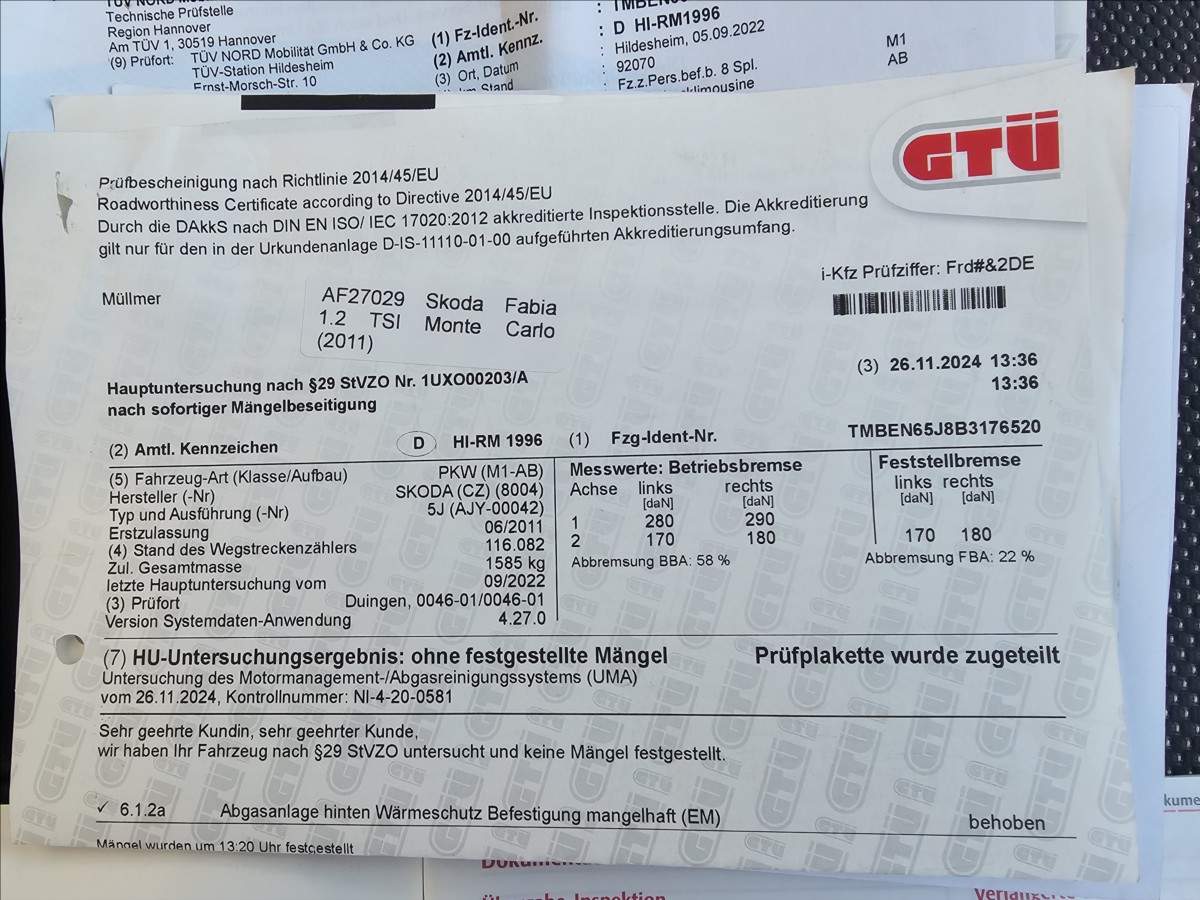 TÜV NORD Mobilität
Technische Prüfstelle
Region Hannover
Am TÜV 1, 30519 Hannover
(9) Prüfort: TÜV NORD Mobilität GmbH & Co. KG
TÜV-Station Hildesheim
Ernst-Morsch-Str. 10
(1) Fz-Ident.-Nr.
(2) Amtl. Kennz. : D HI-RM1996
(3) Ort, Datum : Hildesheim, 05.09.2022
Stand : 92070
: Fz.z.Pers.bef.b. 8 Spl. M1
AB
GTÜ
Prüfbescheinigung nach Richtlinie 2014/45/EU
Roadworthiness Certificate according to Directive 2014/45/EU
Durch die DAkkS nach DIN EN ISO/ IEC 17020:2012 akkreditierte Inspektionsstelle. Die Akkreditierung
gilt nur für den in der Urkundenanlage D-IS-11110-01-00 aufgeführten Akkreditierungsumfang.
i-Kfz Prüfziffer: Frd#&2DE
Müllmer
AF27029 Skoda Fabia
1.2 TSI Monte Carlo
(2011)
(3) 26.11.2024 13:36
13:36
Hauptuntersuchung nach §29 StVZO Nr. 1UXO00203/A
nach sofortiger Mängelbeseitigung
(2) Amtl. Kennzeichen D HI-RM 1996 (1) Fzg-Ident-Nr. TMBEN65J8B3176520
(5) Fahrzeug-Art (Klasse/Aufbau) PKW (M1-AB)
Hersteller (-Nr) SKODA (CZ) (8004)
Typ und Ausführung (-Nr) 5J (AJY-00042)
Erstzulassung 06/2011
(4) Stand des Wegstreckenzählers 116.082
Zul. Gesamtmasse 1585 kg
letzte Hauptuntersuchung vom 09/2022
(3) Prüfort Duingen, 0046-01/0046-01
Version Systemdaten-Anwendung 4.27.0
Messwerte: Betriebsbremse
Achse links rechts
[daN] [daN]
1 280 290
2 170 180
Abbremsung BBA: 58 %
Feststellbremse
links rechts
[daN] [daN]
170 180
Abbremsung FBA: 22 %
(7) HU-Untersuchungsergebnis: ohne festgestellte Mängel Prüfplakette wurde zugeteilt
Untersuchung des Motormanagement-/Abgasreinigungssystems (UMA)
vom 26.11.2024, Kontrollnummer: NI-4-20-0581
Sehr geehrte Kundin, sehr geehrter Kunde,
wir haben Ihr Fahrzeug nach §29 StVZO untersucht und keine Mängel festgestellt.
✓ 6.1.2a Abgasanlage hinten Wärmeschutz Befestigung mangelhaft (EM) behoben
Mängel wurden um 13:20 Uhr festgestellt